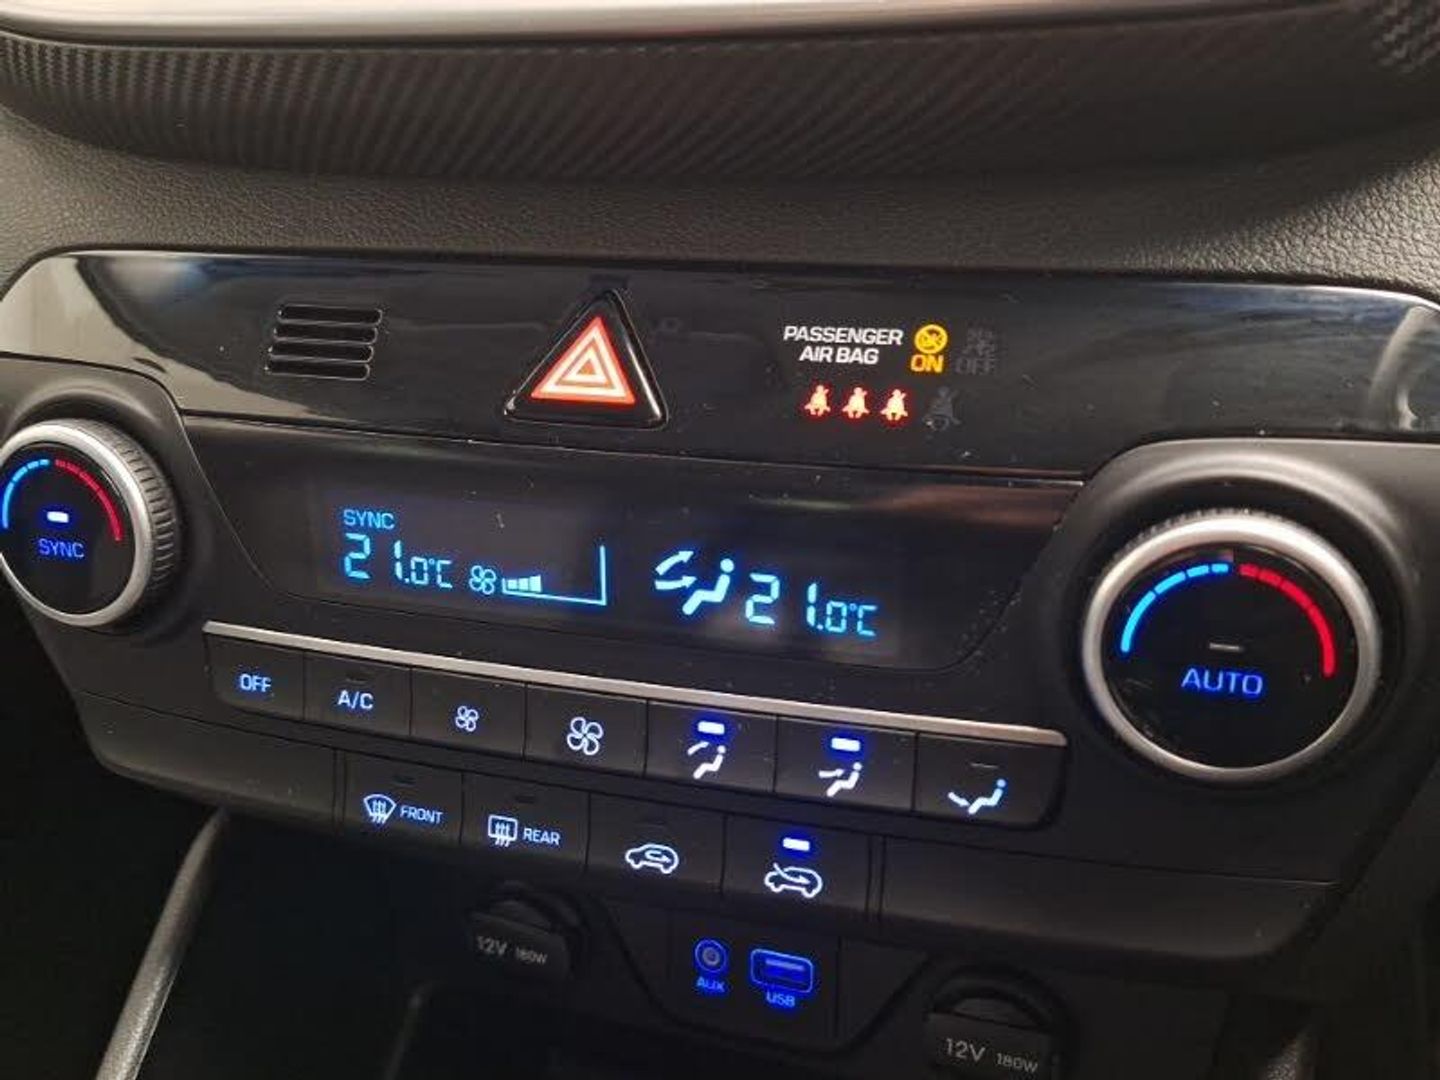 PASSENGER
AIR BAG
ON
OFF
SYNC
21.0°C
21.0°C
SYNC
AUTO
OFF
A/C
FRONT
REAR
12V 180W
AUX
USB
12V 180W